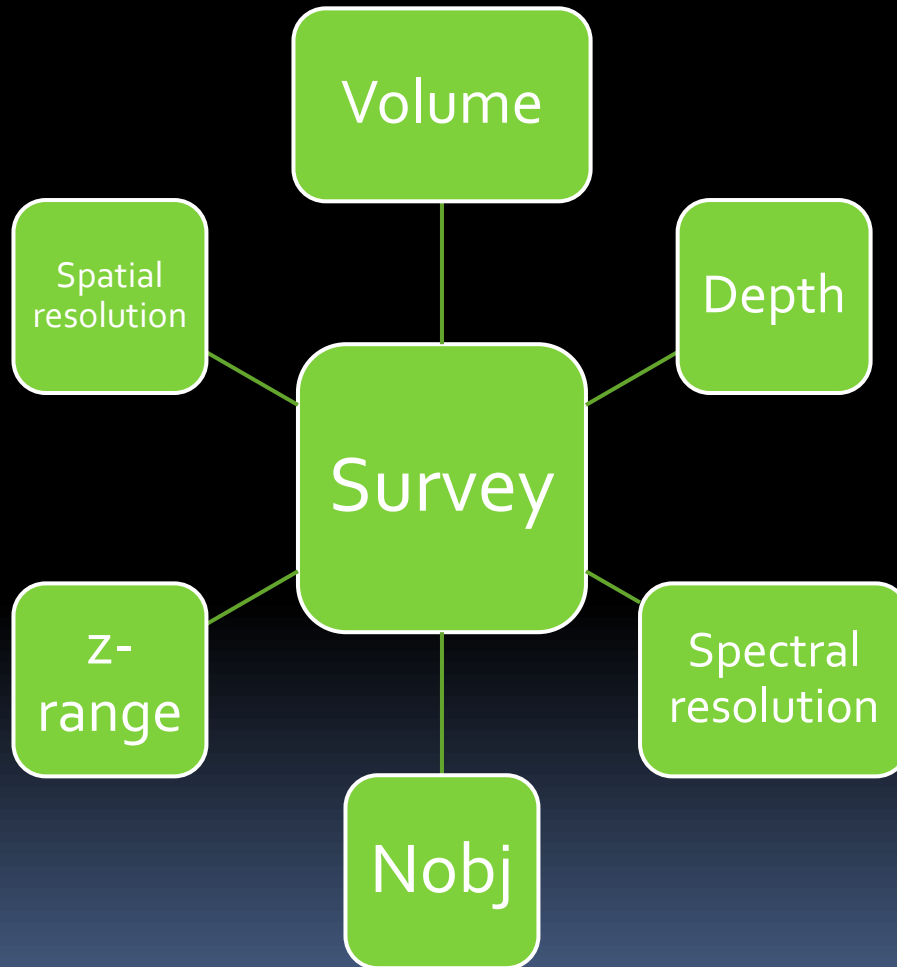 Volume
Spatial
resolution
Depth
Survey
z-
range
Spectral
resolution
Nobj